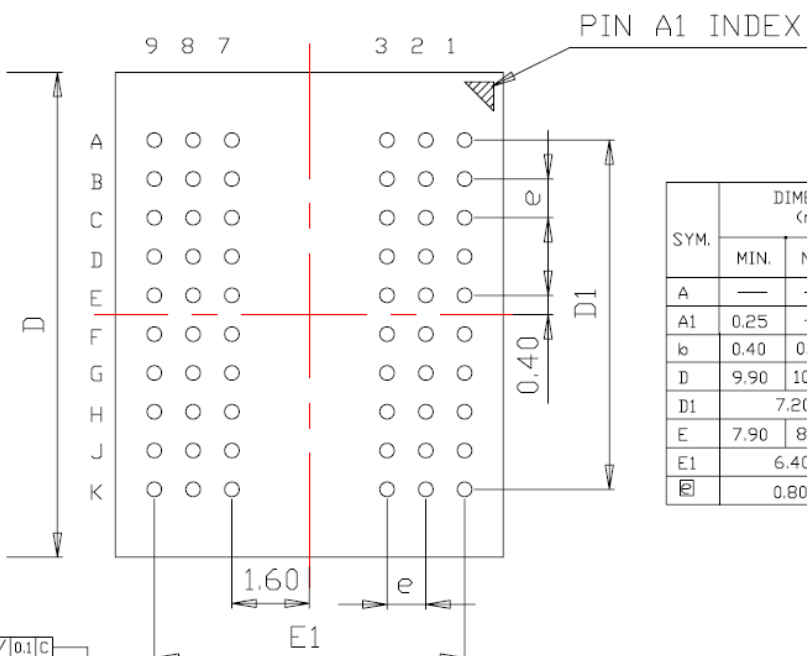 PIN A1 INDEX
9 8 7 3 2 1
A
B
e
C
D
E
D
D1
F
0.40
G
H
J
K
1.60
e
E1
0.1 C
SYM.
MIN.
A —
A1 0.25
b 0.40
D 9.90
D1 7.20
E 7.90
E1 6.40
e 0.80